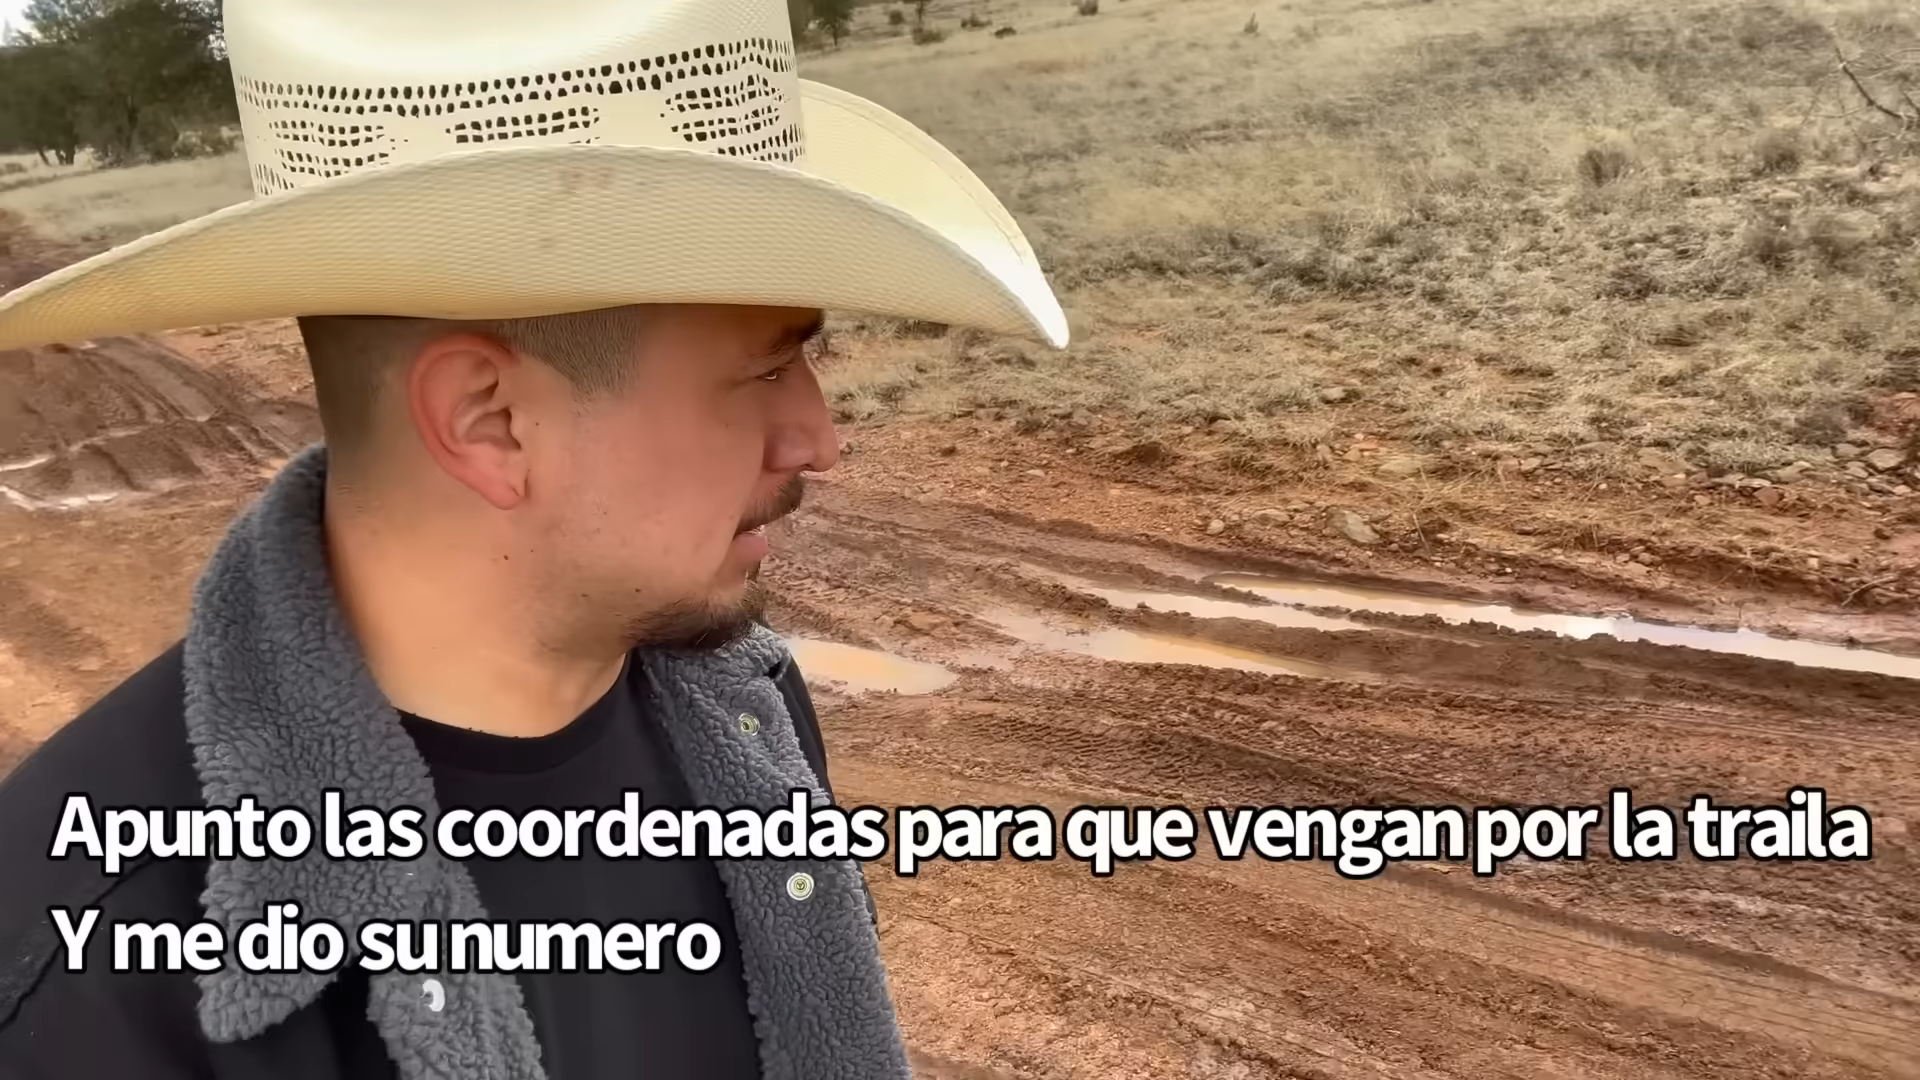 Apunto las coordenadas para que vengan por la traila
Y me dio su numero